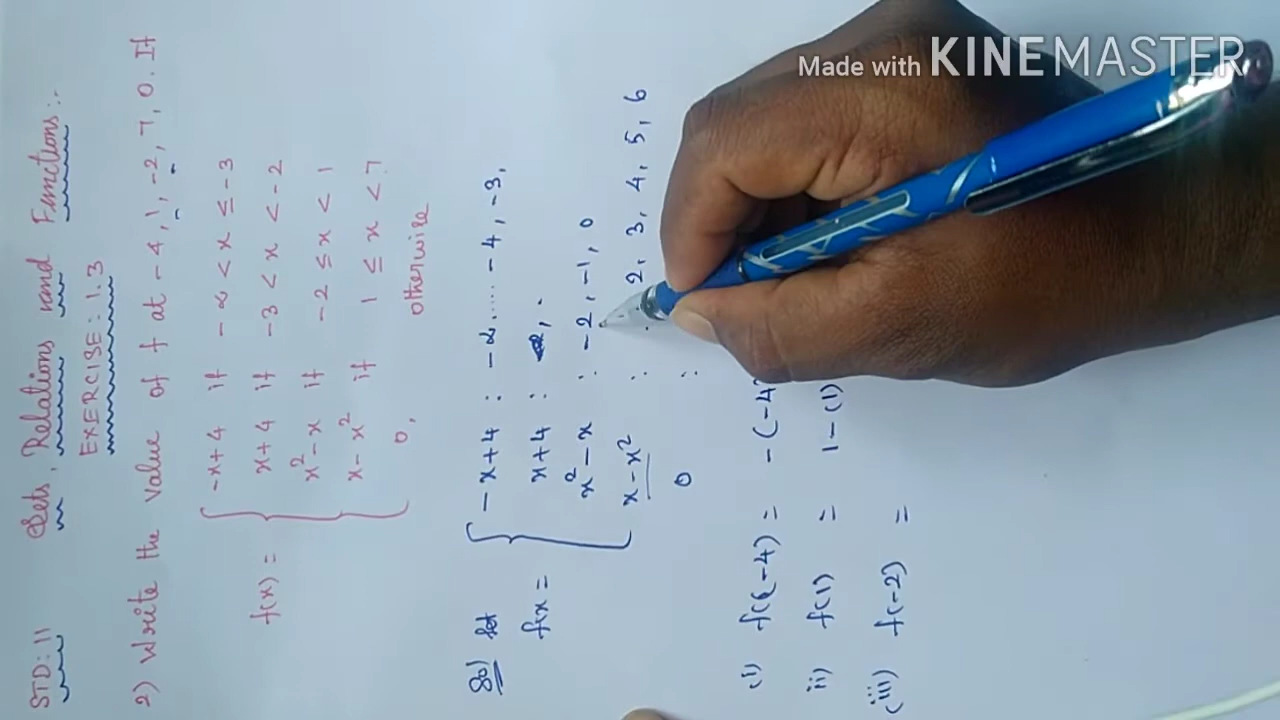 STD: 11 Sets, Relations and Functions:-
EXERCISE: 1.3
2) Write the value of f at -4, 1, -2, 7, 0. If
f(x) = { -x+4 if -∞ < x ≤ -3
x+4 if -3 < x < -2
x²-x if -2 ≤ x < 1
x-x² if 1 ≤ x < 7
0, otherwise
Sol let
f(x) = { -x+4 : -∞ .... -4, -3,
x+4 :
x²-x : -2, -1, 0
x-x² : 2, 3, 4, 5, 6
0 :
(i) f(-4) = -(-4
ii) f(1) = 1-(1)
(iii) f(-2) =
Made with KINEMASTER